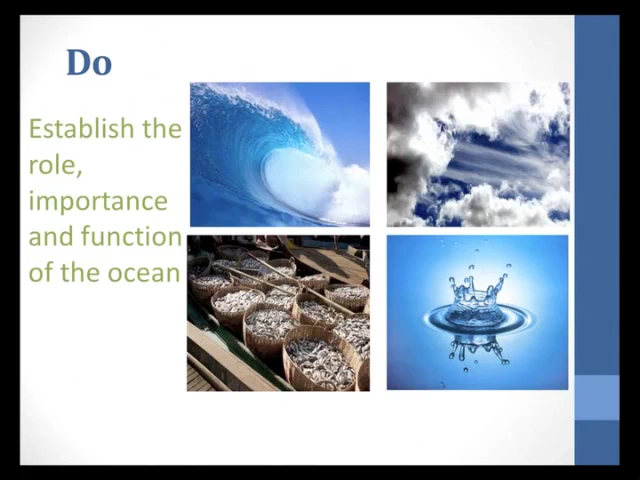 Do
Establish the
role,
importance
and function
of the ocean